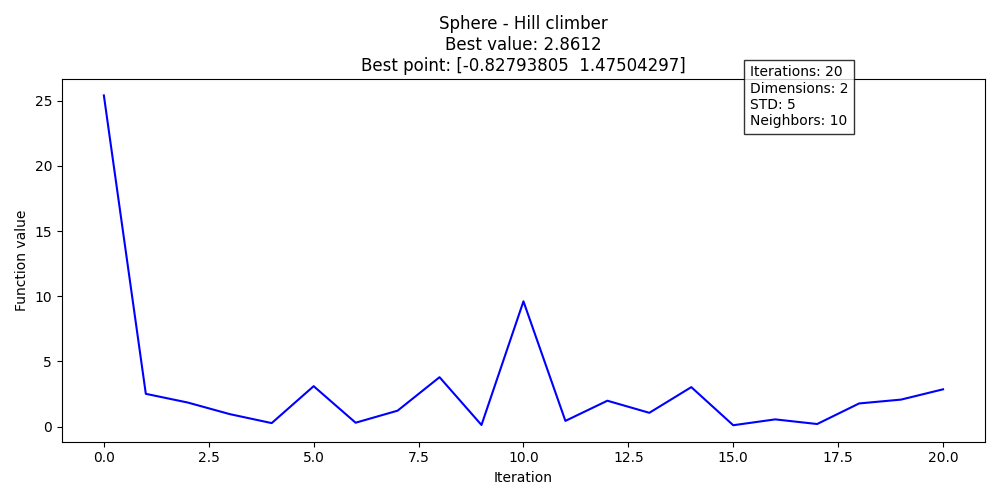 Sphere - Hill climber
Best value: 2.8612
Best point: [-0.82793805  1.47504297]
Iterations: 20
Dimensions: 2
STD: 5
Neighbors: 10
Function value
25
20
15
10
5
0
0.0 2.5 5.0 7.5 10.0 12.5 15.0 17.5 20.0
Iteration